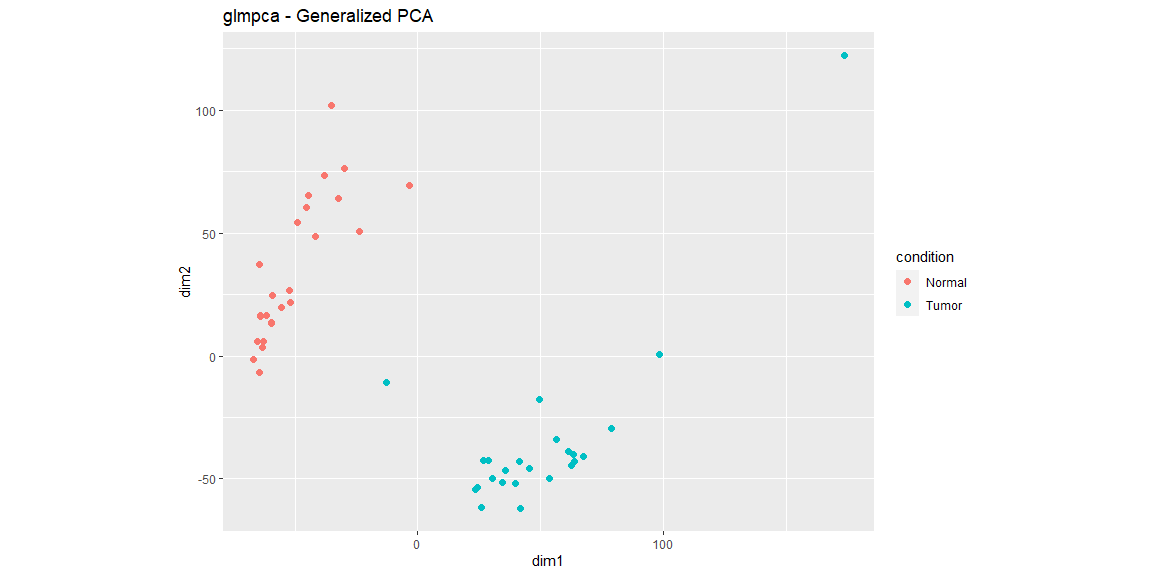 glmpca - Generalized PCA
100
50
0
-50
dim2
0
100
dim1
condition
Normal
Tumor